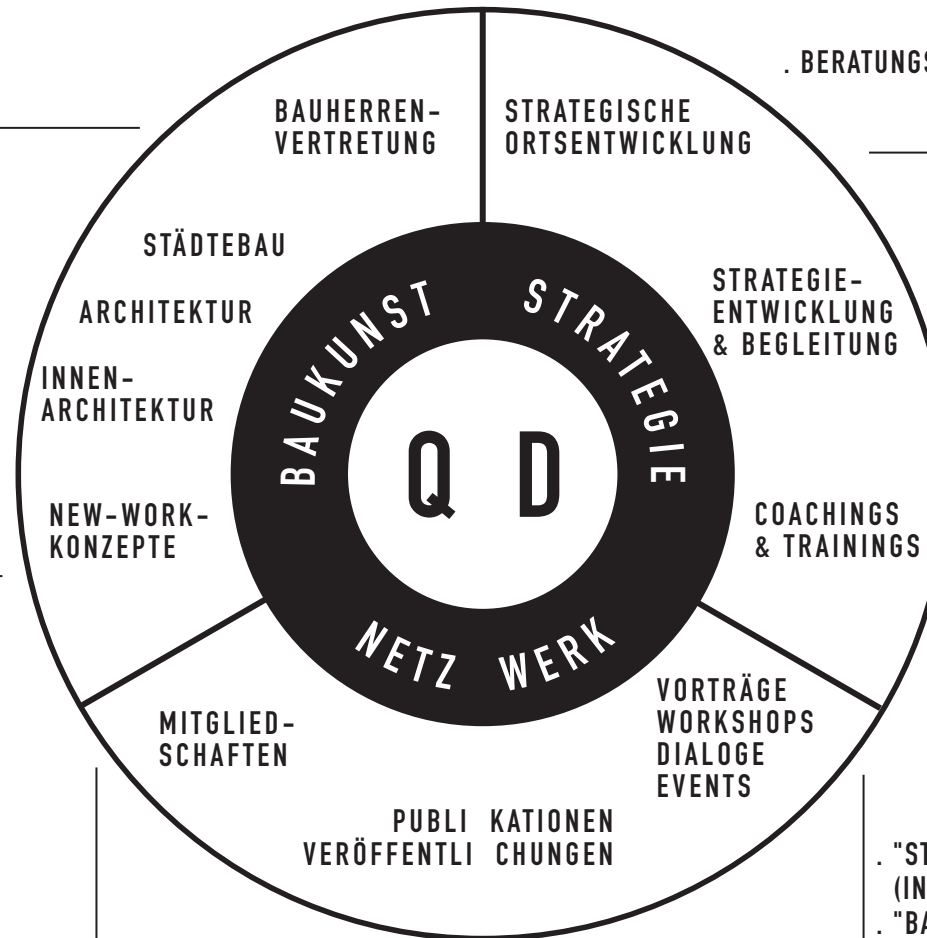 . BERATUNGS
BAUHERREN-
VERTRETUNG
STRATEGISCHE
ORTSENTWICKLUNG
STÄDTEBAU
ARCHITEKTUR
INNEN-
ARCHITEKTUR
NEW-WORK-
KONZEPTE
STRATEGIE-
ENTWICKLUNG
& BEGLEITUNG
COACHINGS
& TRAININGS
BAUKUNST
STRATEGIE
Q D
NETZ WERK
MITGLIED-
SCHAFTEN
VORTRÄGE
WORKSHOPS
DIALOGE
EVENTS
PUBLI KATIONEN
VERÖFFENTLI CHUNGEN
. "ST
(IN
. "BA